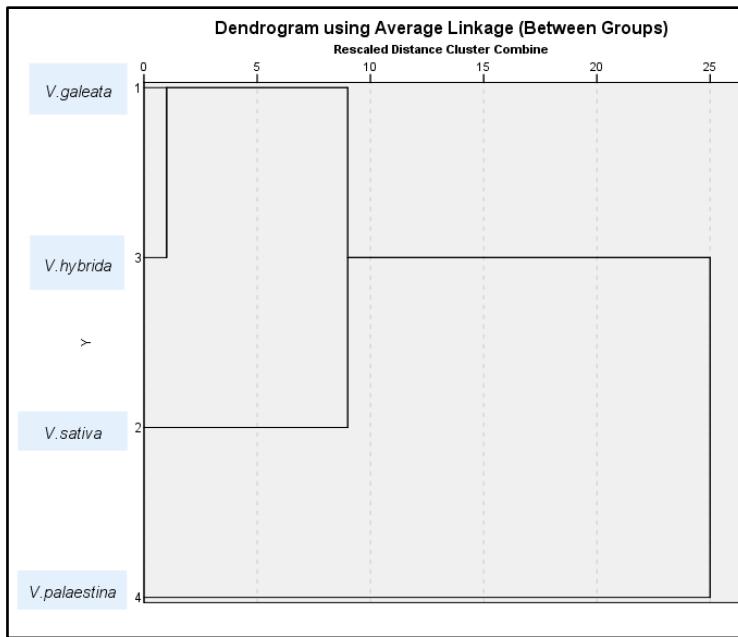 Dendrogram using Average Linkage (Between Groups)
Rescaled Distance Cluster Combine
0 5 10 15 20 25
V.galeata 1
V.hybrida 3
Y
V.sativa 2
V.palaestina 4